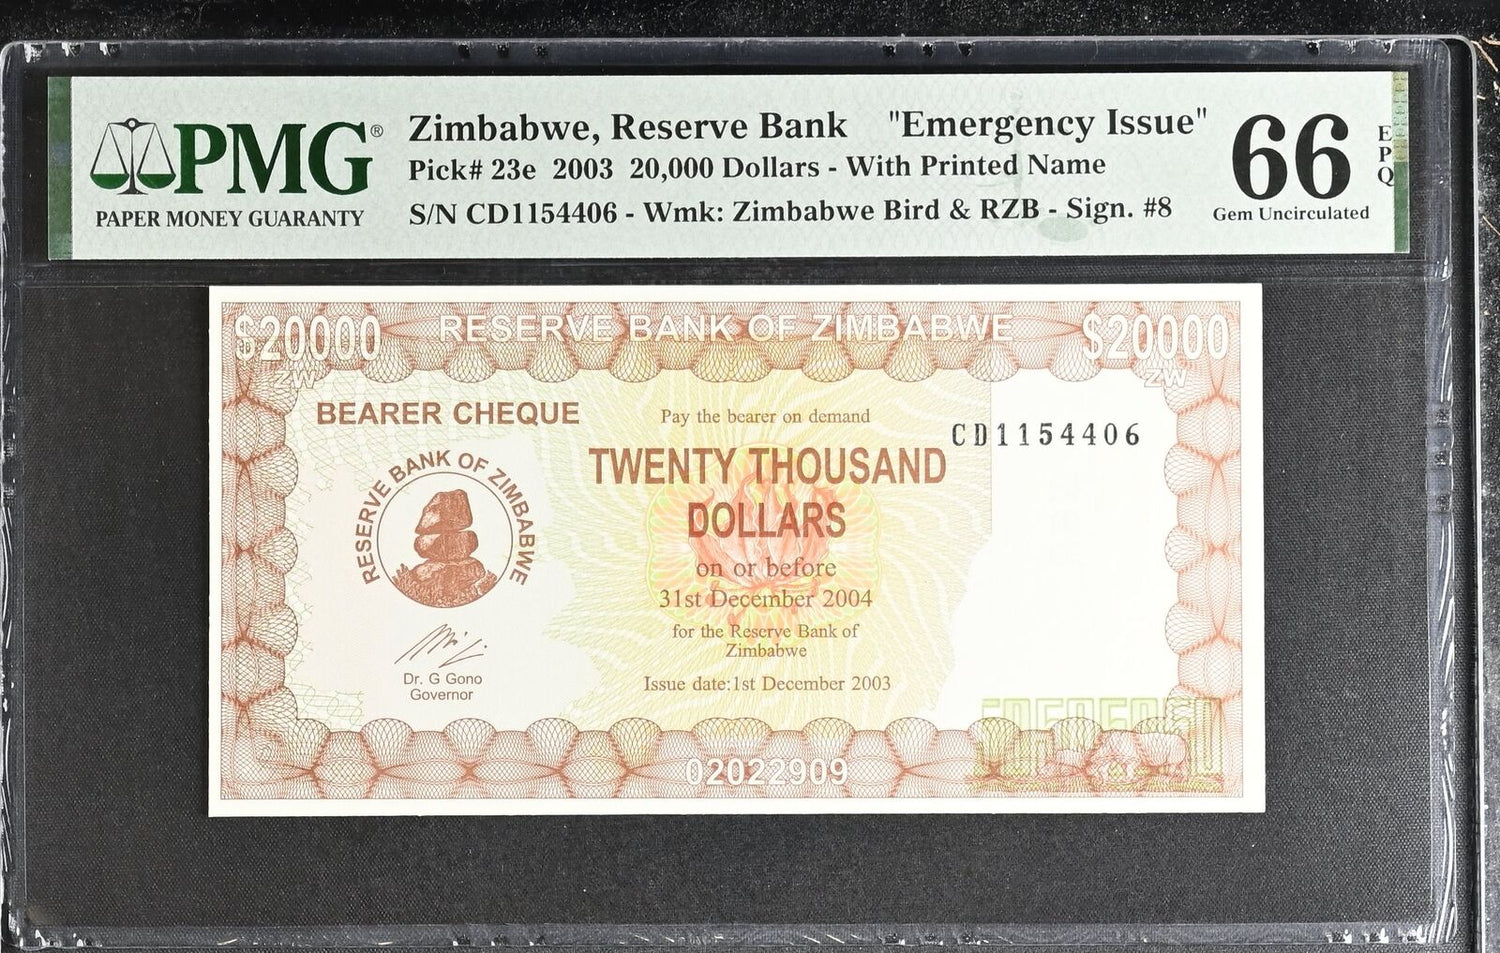 PMG®
PAPER MONEY GUARANTY
Zimbabwe, Reserve Bank "Emergency Issue"
Pick# 23e 2003 20,000 Dollars - With Printed Name
S/N CD1154406 - Wmk: Zimbabwe Bird & RZB - Sign. #8
66
EPQ
Gem Uncirculated
$20000 RESERVE BANK OF ZIMBABWE $20000
ZW ZW
BEARER CHEQUE
Pay the bearer on demand
CD1154406
TWENTY THOUSAND
DOLLARS
RESERVE BANK OF ZIMBABWE
on or before
31st December 2004
for the Reserve Bank of
Zimbabwe
Dr. G Gono
Governor
Issue date:1st December 2003
02022909